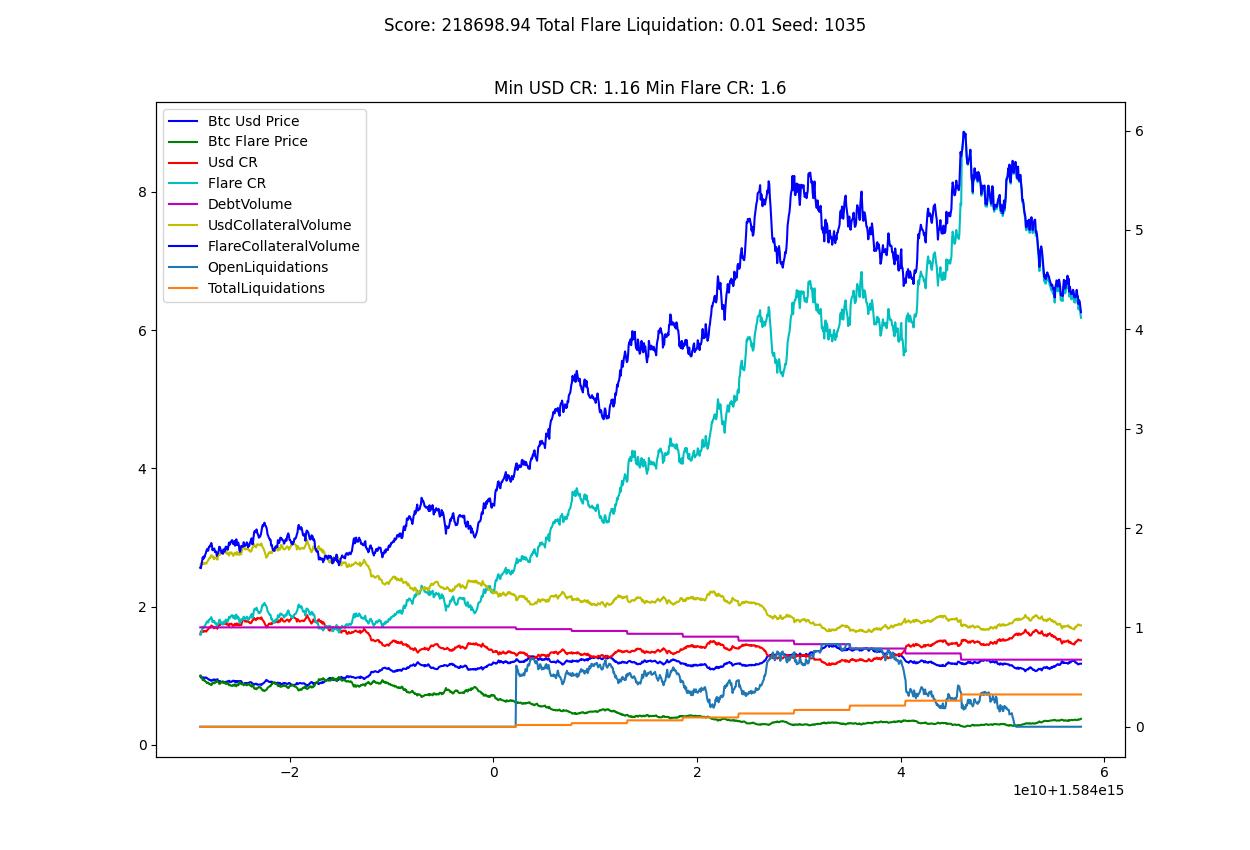 Score: 218698.94 Total Flare Liquidation: 0.01 Seed: 1035
Min USD CR: 1.16 Min Flare CR: 1.6
Btc Usd Price
Btc Flare Price
Usd CR
Flare CR
DebtVolume
UsdCollateralVolume
FlareCollateralVolume
OpenLiquidations
TotalLiquidations
8
6
4
2
0
6
5
4
3
2
1
0
−2
0
2
4
6
1e10+1.584e15